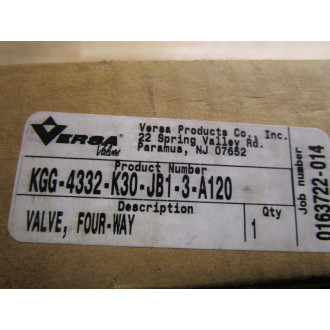 VERSA
Valves
Versa Products Co., Inc.
22 Spring Valley Rd.
Paramus, NJ 07652
Product Number
KGG-4332-K30-JB1-3-A120
Description
Qty
VALVE, FOUR-WAY
1
Job number
0163722-014